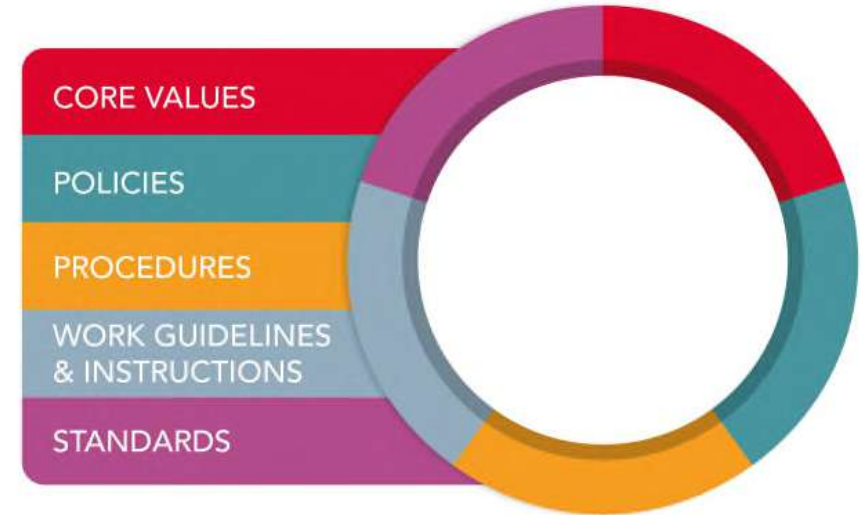 CORE VALUES
POLICIES
PROCEDURES
WORK GUIDELINES
& INSTRUCTIONS
STANDARDS